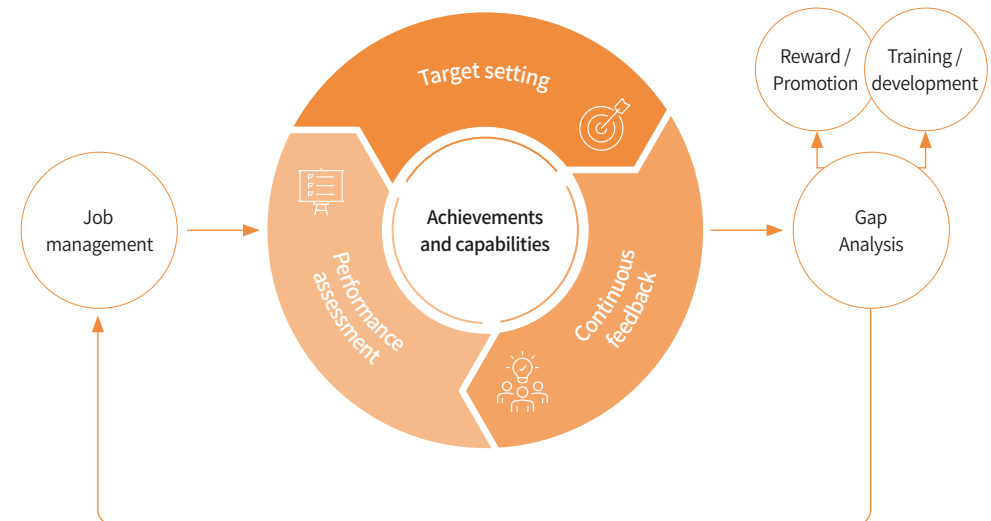 Target setting
Reward /
Promotion
Training /
development
Job
management
Achievements
and capabilities
Gap
Analysis
Performance
assessment
Continuous
feedback